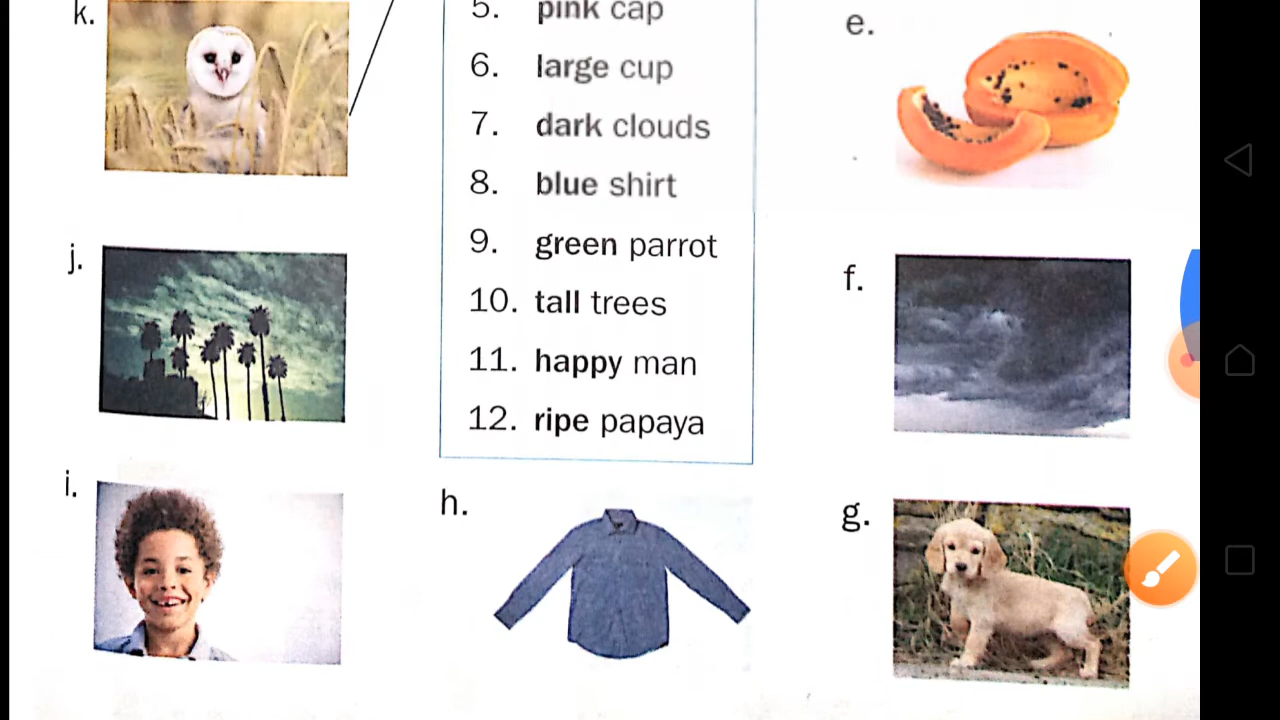 k.
5. pink cap
6. large cup
7. dark clouds
8. blue shirt
9. green parrot
10. tall trees
11. happy man
12. ripe papaya
e.
j.
f.
i.
h.
g.